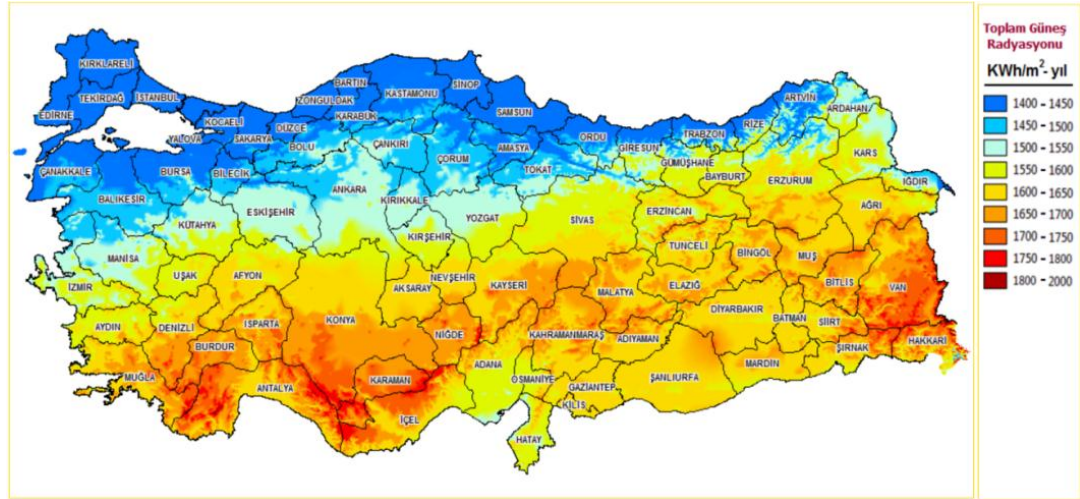 Toplam Güneş
Radyasyonu
KWh/m²- yıl
1400 - 1450
1450 - 1500
1500 - 1550
1550 - 1600
1600 - 1650
1650 - 1700
1700 - 1750
1750 - 1800
1800 - 2000
KIRKLARELİ
TEKİRDAĞ
İSTANBUL
EDİRNE
KOCAELİ
YALOVA
SAKARYA
DÜZCE
ZONGULDAK
BARTIN
KARABÜK
KASTAMONU
SİNOP
SAMSUN
BOLU
ÇANKIRI
ÇORUM
AMASYA
TOKAT
ORDU
GİRESUN
TRABZON
RİZE
ARTVİN
ARDAHAN
KARS
IĞDIR
ÇANAKKALE
BURSA
BİLECİK
BALIKESİR
KÜTAHYA
ESKİŞEHİR
ANKARA
KIRIKKALE
YOZGAT
KIRŞEHİR
SİVAS
GÜMÜŞHANE
BAYBURT
ERZURUM
ERZİNCAN
AĞRI
TUNCELİ
BİNGÖL
MUŞ
MANİSA
İZMİR
UŞAK
AFYON
AKSARAY
NEVŞEHİR
KAYSERİ
MALATYA
ELAZIĞ
BİTLİS
VAN
DİYARBAKIR
BATMAN
SİİRT
AYDIN
DENİZLİ
ISPARTA
BURDUR
KONYA
NİĞDE
KAHRAMANMARAŞ
ADIYAMAN
ŞIRNAK
HAKKARİ
MARDİN
MUĞLA
ANTALYA
KARAMAN
İÇEL
ADANA
OSMANİYE
GAZİANTEP
KİLİS
ŞANLIURFA
HATAY